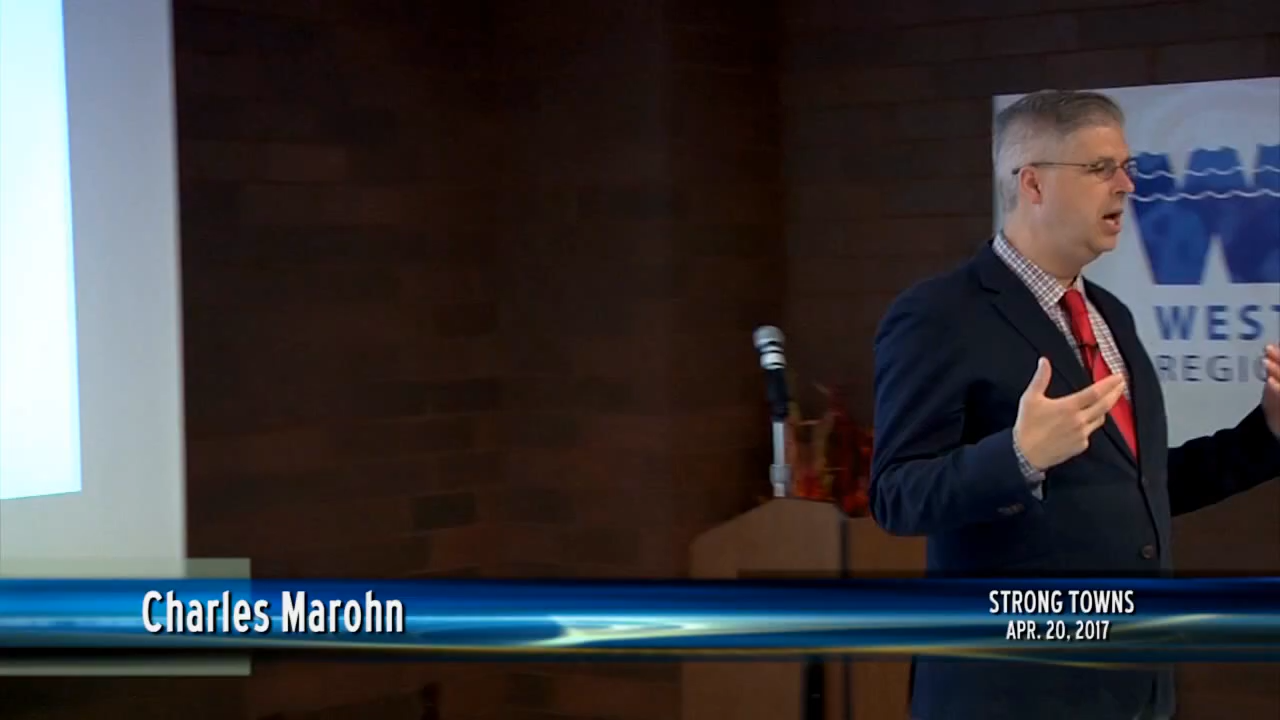 W
WEST
REGIO
Charles Marohn
STRONG TOWNS
APR. 20, 2017